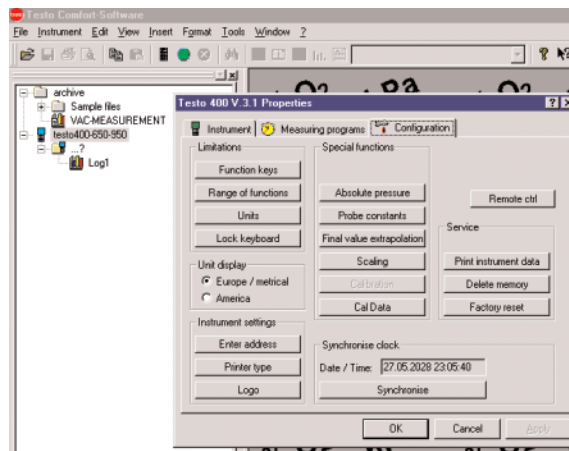 Testo Comfort-Software
File Instrument Edit View Insert Format Tools Window ?
archive
Sample files
VAC-MEASUREMENT
testo400-650-950
...?
Log1
Testo 400 V.3.1 Properties
Instrument Measuring programs Configuration
Limitations
Function keys
Range of functions
Units
Lock keyboard
Unit display
Europe / metrical
America
Instrument settings
Enter address
Printer type
Logo
Special functions
Absolute pressure
Probe constants
Final value extrapolation
Scaling
Calibration
Cal Data
Remote ctrl
Service
Print instrument data
Delete memory
Factory reset
Synchronise clock
Date / Time: 27.05.2028 23:05:40
Synchronise
OK Cancel Apply